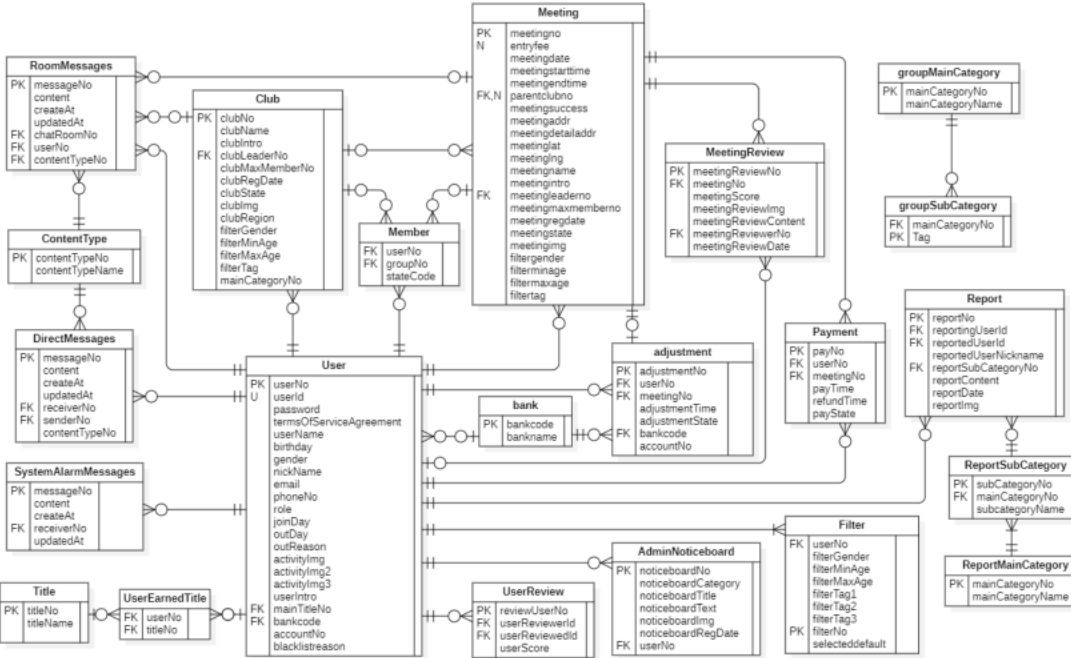 Meeting
PK meetingno
N entryfee
meetingdate
meetingstarttime
meetingendtime
FK,N parentclubno
meetingsuccess
meetingaddr
meetingdetailaddr
meetinglat
meetinglng
meetingname
meetingintro
FK meetingleaderno
meetingmaxmemberno
meetingregdate
meetingstate
meetingimg
filtergender
filterminage
filtermaxage
filtertag
RoomMessages
PK messageNo
content
createAt
updatedAt
FK chatRoomNo
FK userNo
FK contentTypeNo
Club
PK clubNo
clubName
clubIntro
FK clubLeaderNo
clubMaxMemberNo
clubRegDate
clubState
clubImg
clubRegion
filterGender
filterMinAge
filterMaxAge
filterTag
mainCategoryNo
groupMainCategory
PK mainCategoryNo
mainCategoryName
MeetingReview
PK meetingReviewNo
FK meetingNo
meetingScore
meetingReviewImg
meetingReviewContent
FK meetingReviewerNo
meetingReviewDate
groupSubCategory
FK mainCategoryNo
PK Tag
Member
FK userNo
FK groupNo
stateCode
ContentType
PK contentTypeNo
contentTypeName
Report
PK reportNo
FK reportingUserId
FK reportedUserId
reportedUserNickname
FK reportSubCategoryNo
reportContent
reportDate
reportImg
DirectMessages
PK messageNo
content
createAt
updatedAt
FK receiverNo
FK senderNo
contentTypeNo
Payment
PK payNo
FK userNo
FK meetingNo
payTime
refundTime
payState
adjustment
PK adjustmentNo
FK userNo
FK meetingNo
adjustmentTime
adjustmentState
FK bankcode
accountNo
User
PK userNo
U userId
password
termsOfServiceAgreement
userName
birthday
gender
nickName
email
phoneNo
role
joinDay
outDay
outReason
activityImg
activityImg2
activityImg3
userIntro
FK mainTitleNo
FK bankcode
accountNo
blacklistreason
bank
PK bankcode
bankname
SystemAlarmMessages
PK messageNo
content
createAt
FK receiverNo
updatedAt
ReportSubCategory
PK subCategoryNo
FK mainCategoryNo
subcategoryName
Filter
FK userNo
filterGender
filterMinAge
filterMaxAge
filterTag1
filterTag2
filterTag3
PK filterNo
selecteddefault
AdminNoticeboard
PK noticeboardNo
noticeboardCategory
noticeboardTitle
noticeboardText
noticeboardImg
noticeboardRegDate
FK userNo
ReportMainCategory
PK mainCategoryNo
mainCategoryName
Title
PK titleNo
titleName
UserEarnedTitle
FK userNo
FK titleNo
UserReview
PK reviewUserNo
FK userReviewerId
FK userReviewedId
userScore